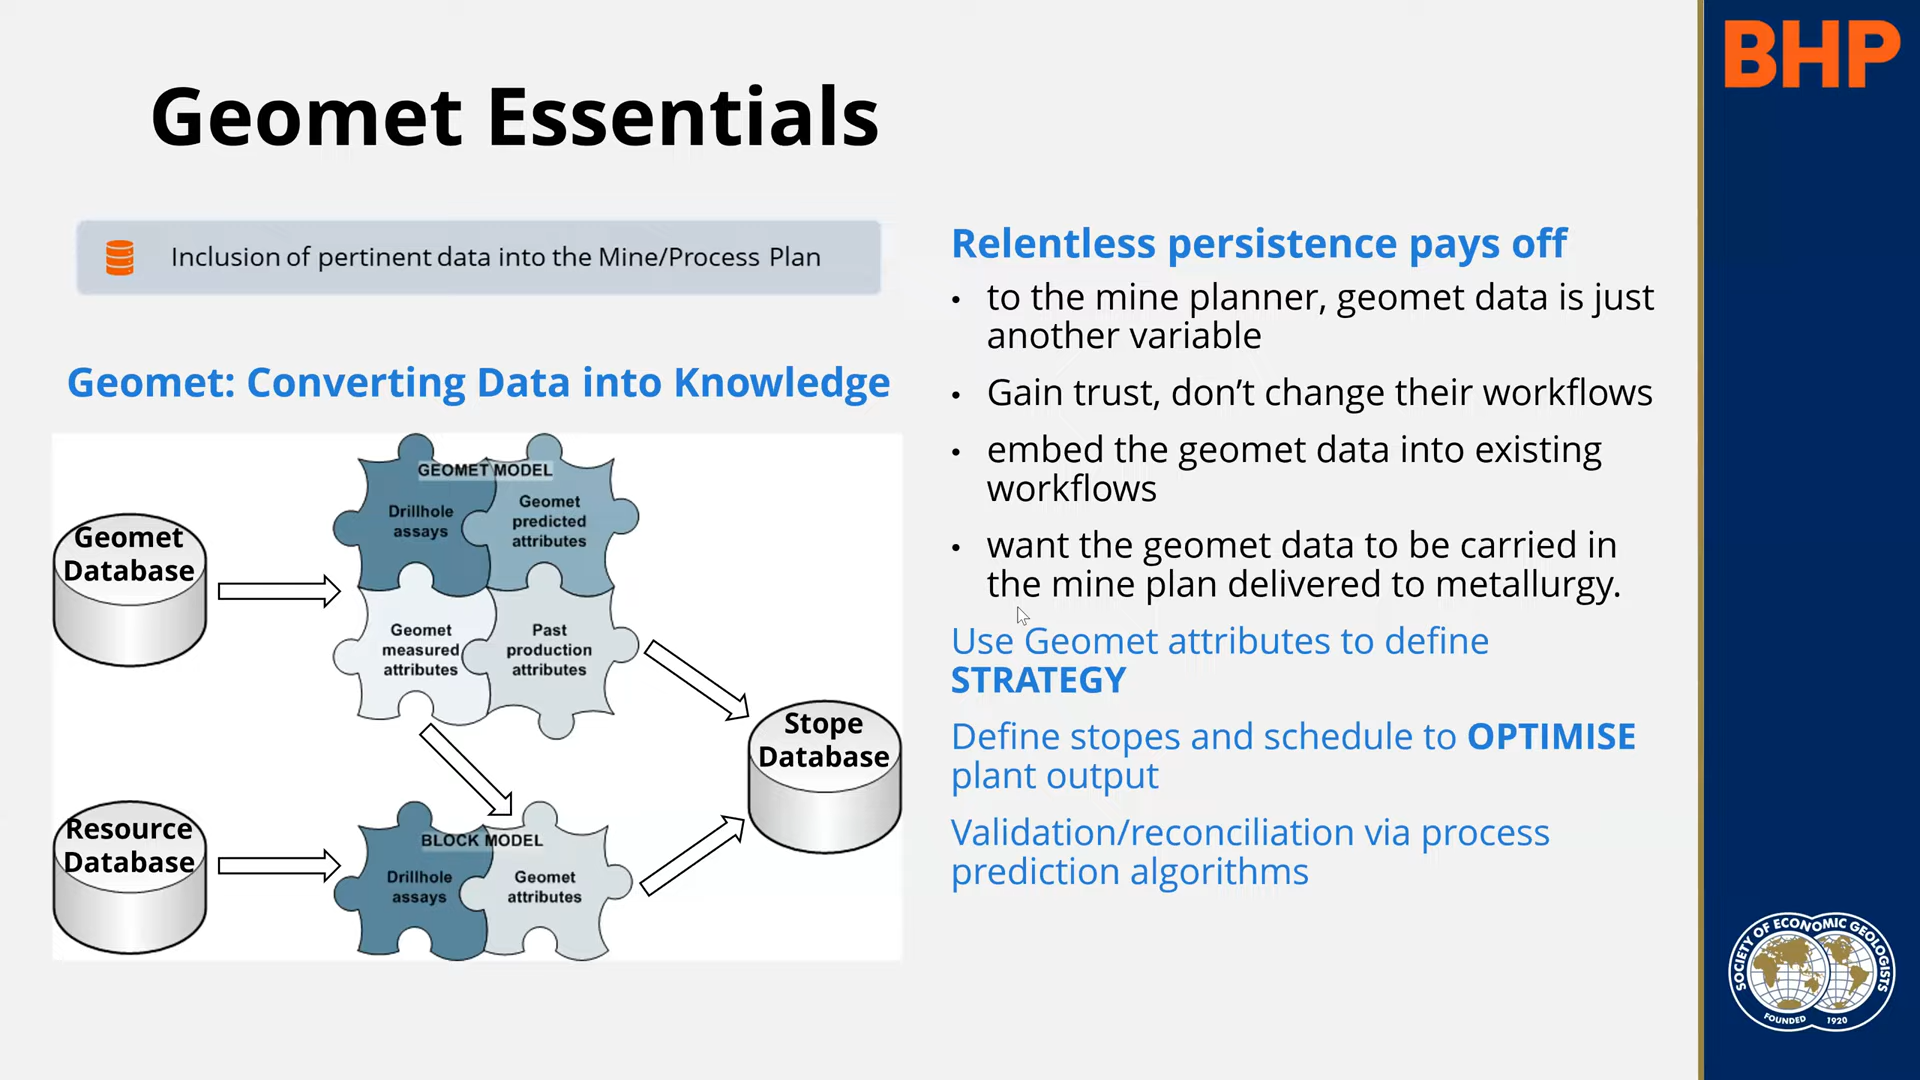 Geomet Essentials
BHP
Inclusion of pertinent data into the Mine/Process Plan
Geomet: Converting Data into Knowledge
Geomet
Database
GEOMET MODEL
Drillhole
assays
Geomet
predicted
attributes
Geomet
measured
attributes
Past
production
attributes
Stope
Database
Resource
Database
BLOCK MODEL
Drillhole
assays
Geomet
attributes
Relentless persistence pays off
• to the mine planner, geomet data is just
another variable
• Gain trust, don’t change their workflows
• embed the geomet data into existing
workflows
• want the geomet data to be carried in
the mine plan delivered to metallurgy.
Use Geomet attributes to define
STRATEGY
Define stopes and schedule to OPTIMISE
plant output
Validation/reconciliation via process
prediction algorithms
SOCIETY OF ECONOMIC GEOLOGISTS
FOUNDED 1920